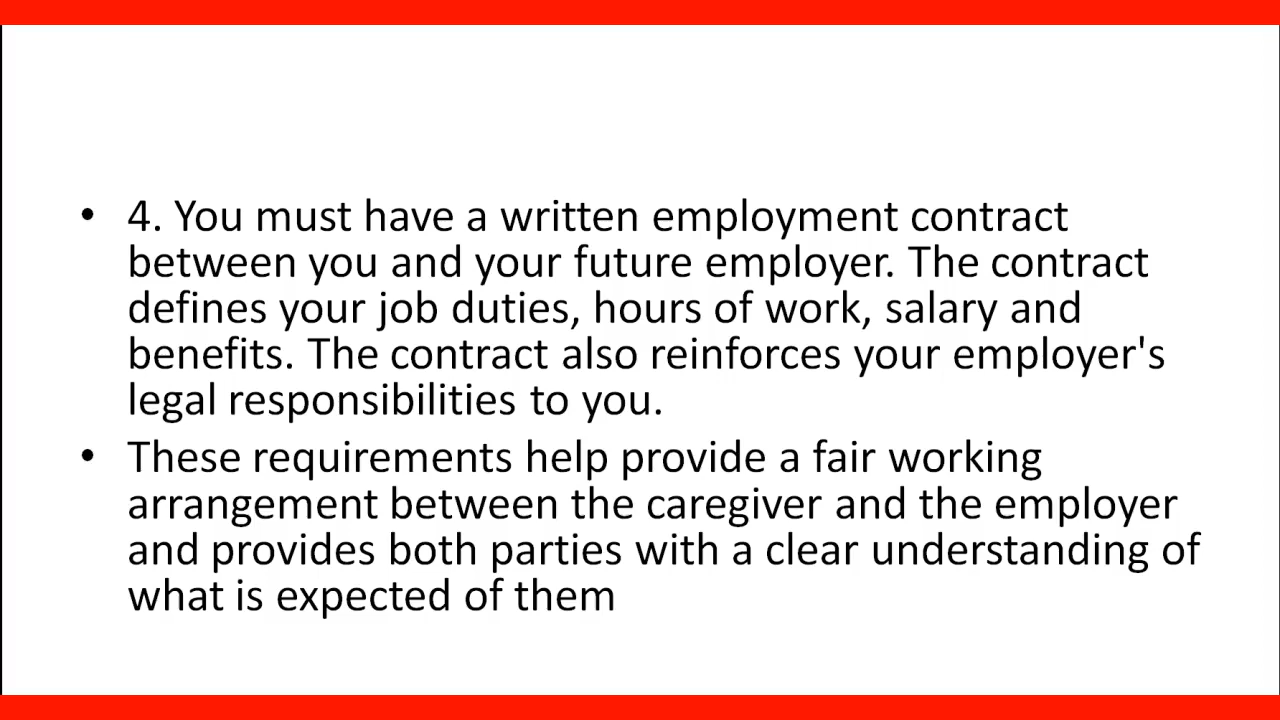 • 4. You must have a written employment contract
between you and your future employer. The contract
defines your job duties, hours of work, salary and
benefits. The contract also reinforces your employer's
legal responsibilities to you.
• These requirements help provide a fair working
arrangement between the caregiver and the employer
and provides both parties with a clear understanding of
what is expected of them